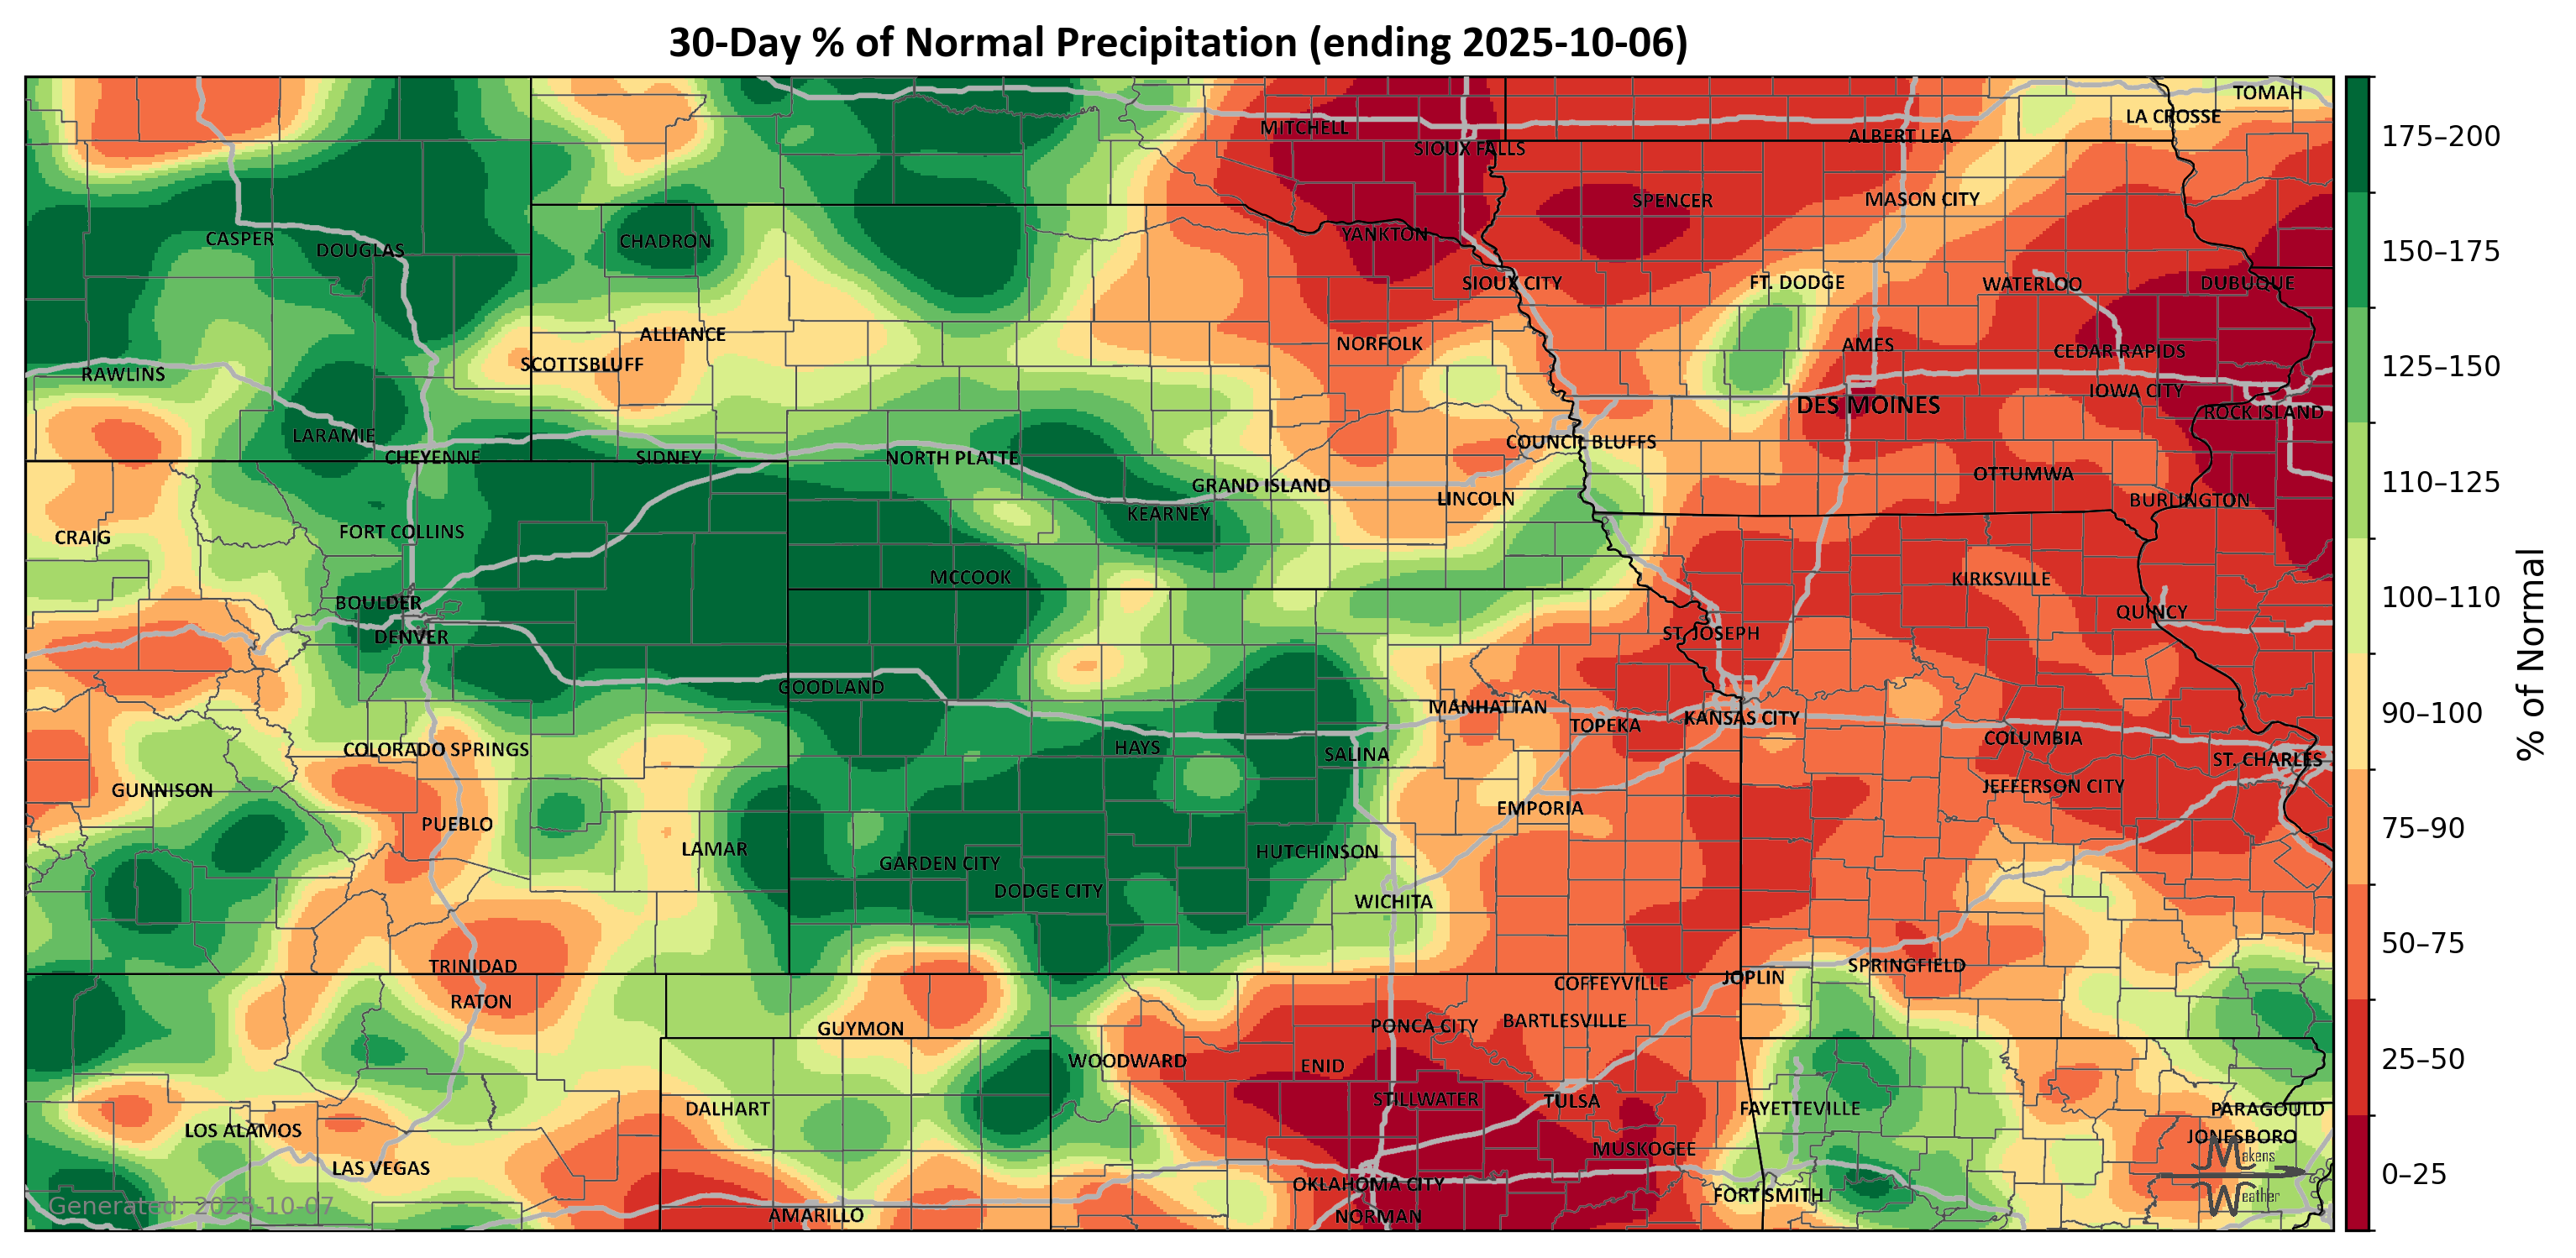 30-Day % of Normal Precipitation (ending 2025-10-06)
TOMAH
LA CROSSE
MITCHELL
ALBERT LEA
SIOUX FALLS
SPENCER
MASON CITY
YANKTON
CASPER
CHADRON
DOUGLAS
SIOUX CITY
FT. DODGE
WATERLOO
DUBUQUE
ALLIANCE
NORFOLK
AMES
CEDAR RAPIDS
SCOTTSBLUFF
RAWLINS
IOWA CITY
DES MOINES
ROCK ISLAND
LARAMIE
COUNCIL BLUFFS
CHEYENNE
SIDNEY
NORTH PLATTE
OTTUMWA
GRAND ISLAND
LINCOLN
BURLINGTON
KEARNEY
FORT COLLINS
CRAIG
MCCOOK
KIRKSVILLE
BOULDER
QUINCY
DENVER
ST. JOSEPH
GOODLAND
MANHATTAN
TOPEKA
KANSAS CITY
COLUMBIA
COLORADO SPRINGS
HAYS
SALINA
ST. CHARLES
GUNNISON
JEFFERSON CITY
EMPORIA
PUEBLO
LAMAR
HUTCHINSON
GARDEN CITY
DODGE CITY
WICHITA
TRINIDAD
SPRINGFIELD
JOPLIN
COFFEYVILLE
RATON
GUYMON
PONCA CITY
BARTLESVILLE
WOODWARD
ENID
STILLWATER
TULSA
DALHART
FAYETTEVILLE
PARAGOULD
LOS ALAMOS
JONESBORO
MUSKOGEE
LAS VEGAS
OKLAHOMA CITY
FORT SMITH
AMARILLO
NORMAN
Makens
Weather
Generated: 2025-10-07
175–200
150–175
125–150
110–125
100–110
90–100
75–90
50–75
25–50
0–25
% of Normal